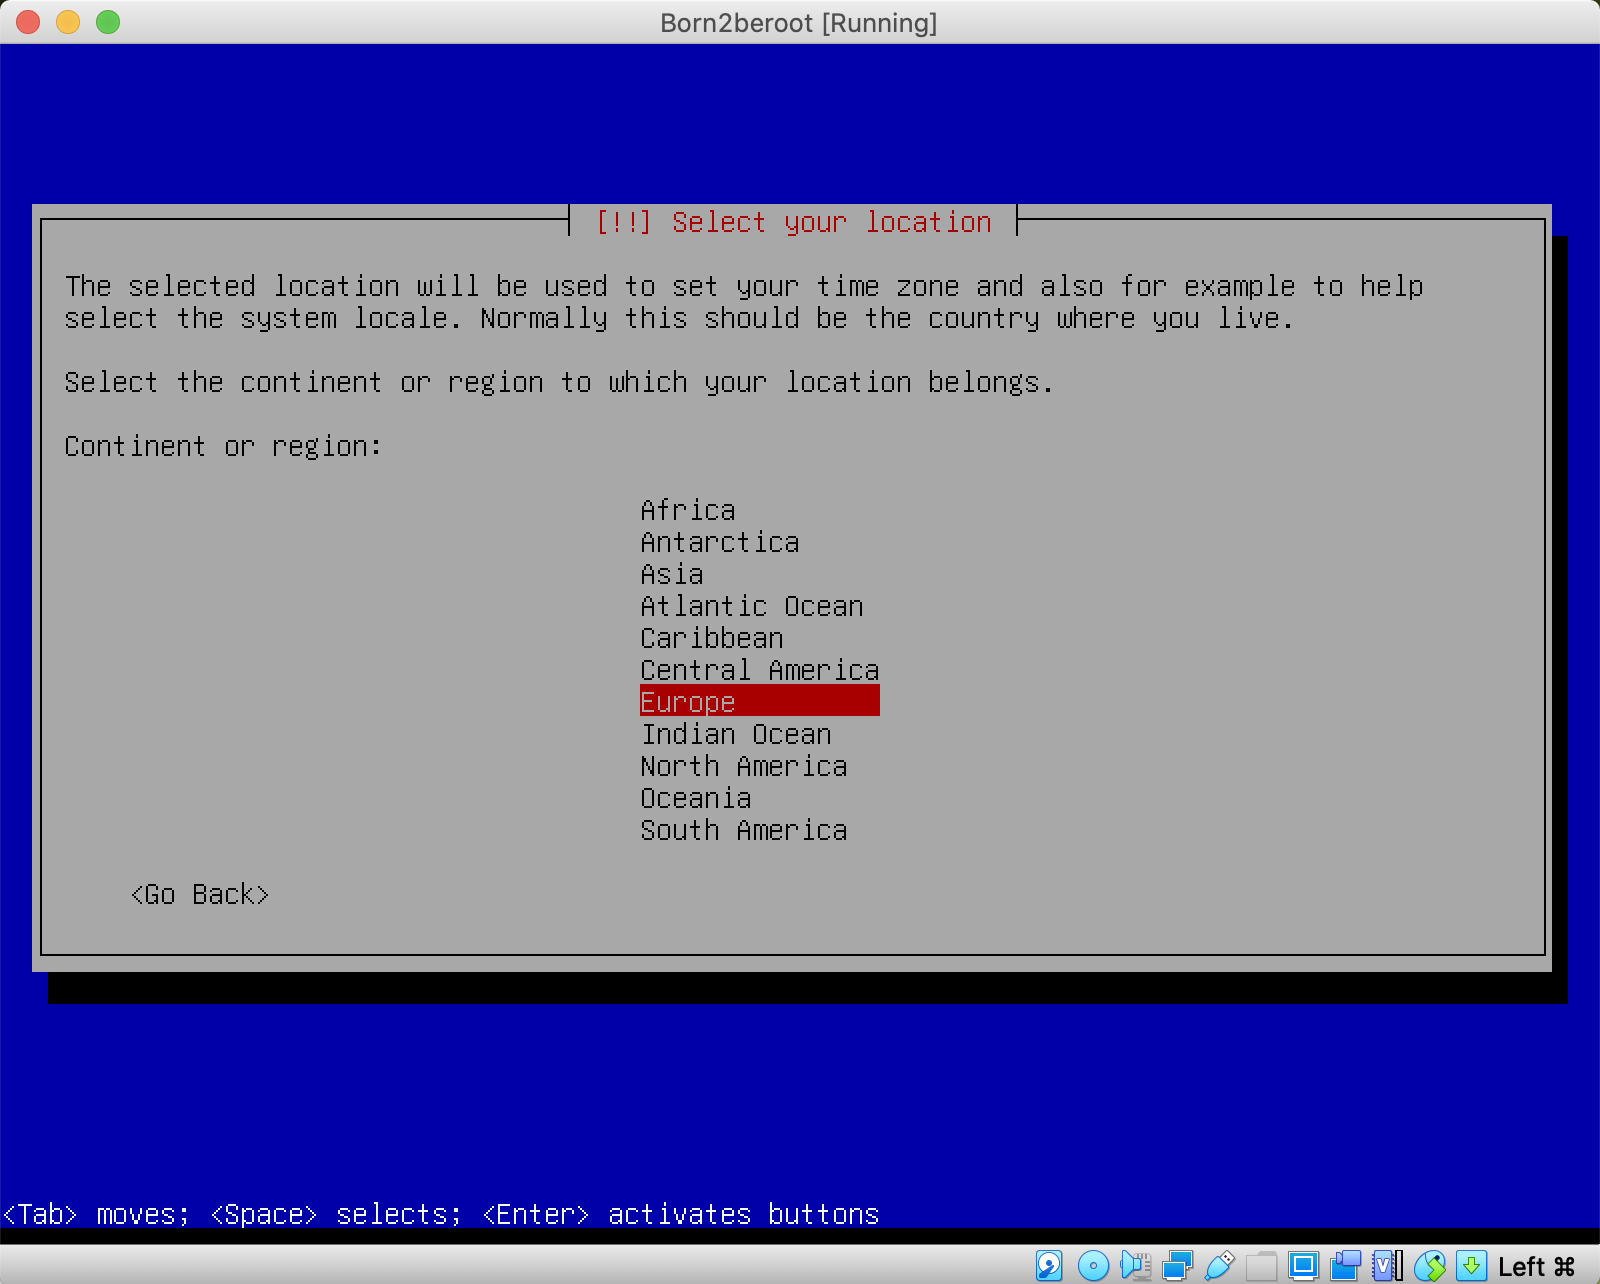 Born2beroot [Running]
[!!] Select your location
The selected location will be used to set your time zone and also for example to help
select the system locale. Normally this should be the country where you live.
Select the continent or region to which your location belongs.
Continent or region:
Africa
Antarctica
Asia
Atlantic Ocean
Caribbean
Central America
Europe
Indian Ocean
North America
Oceania
South America
<Go Back>
<Tab> moves; <Space> selects; <Enter> activates buttons
Left ⌘